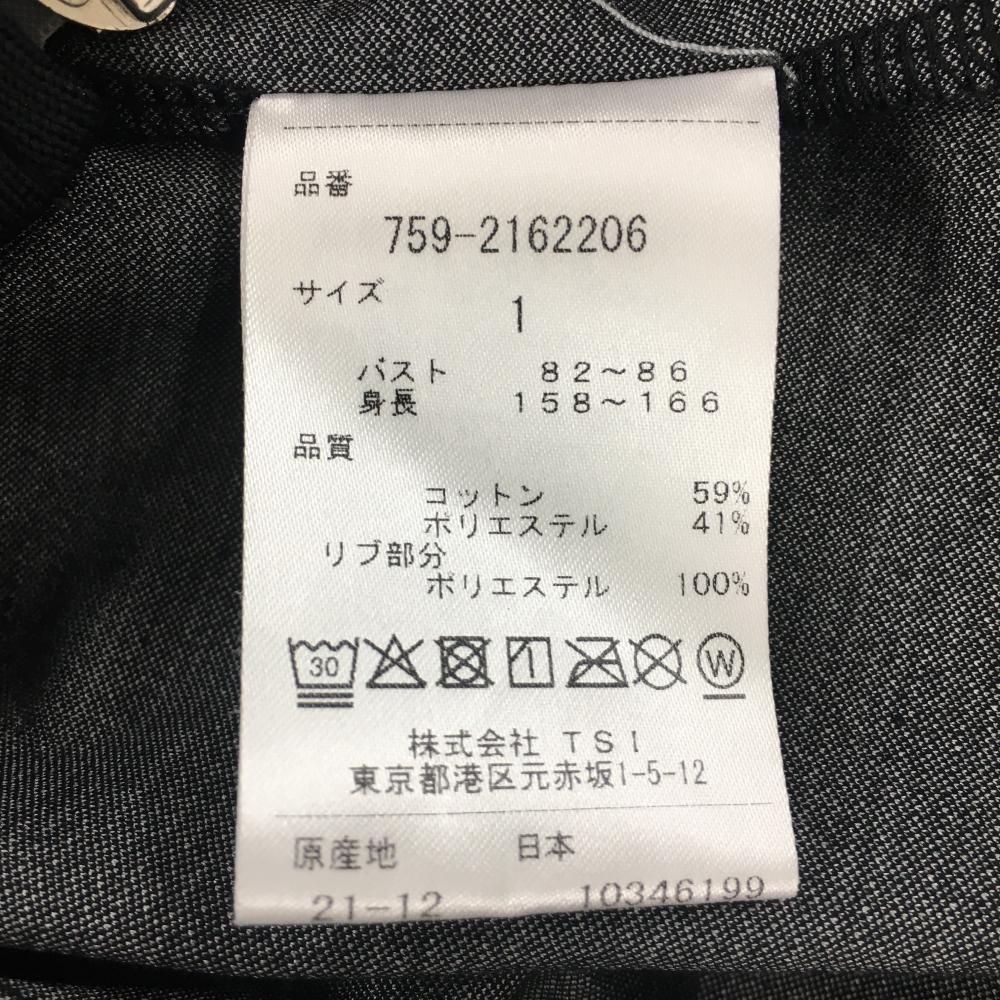 品番
759-2162206
サイズ
1
バスト 82～86
身長 158～166
品質
コットン 59%
ポリエステル 41%
リブ部分
ポリエステル 100%
30 1 W
株式会社 TSI
東京都港区元赤坂1-5-12
原産地 日本
21-12 10346199